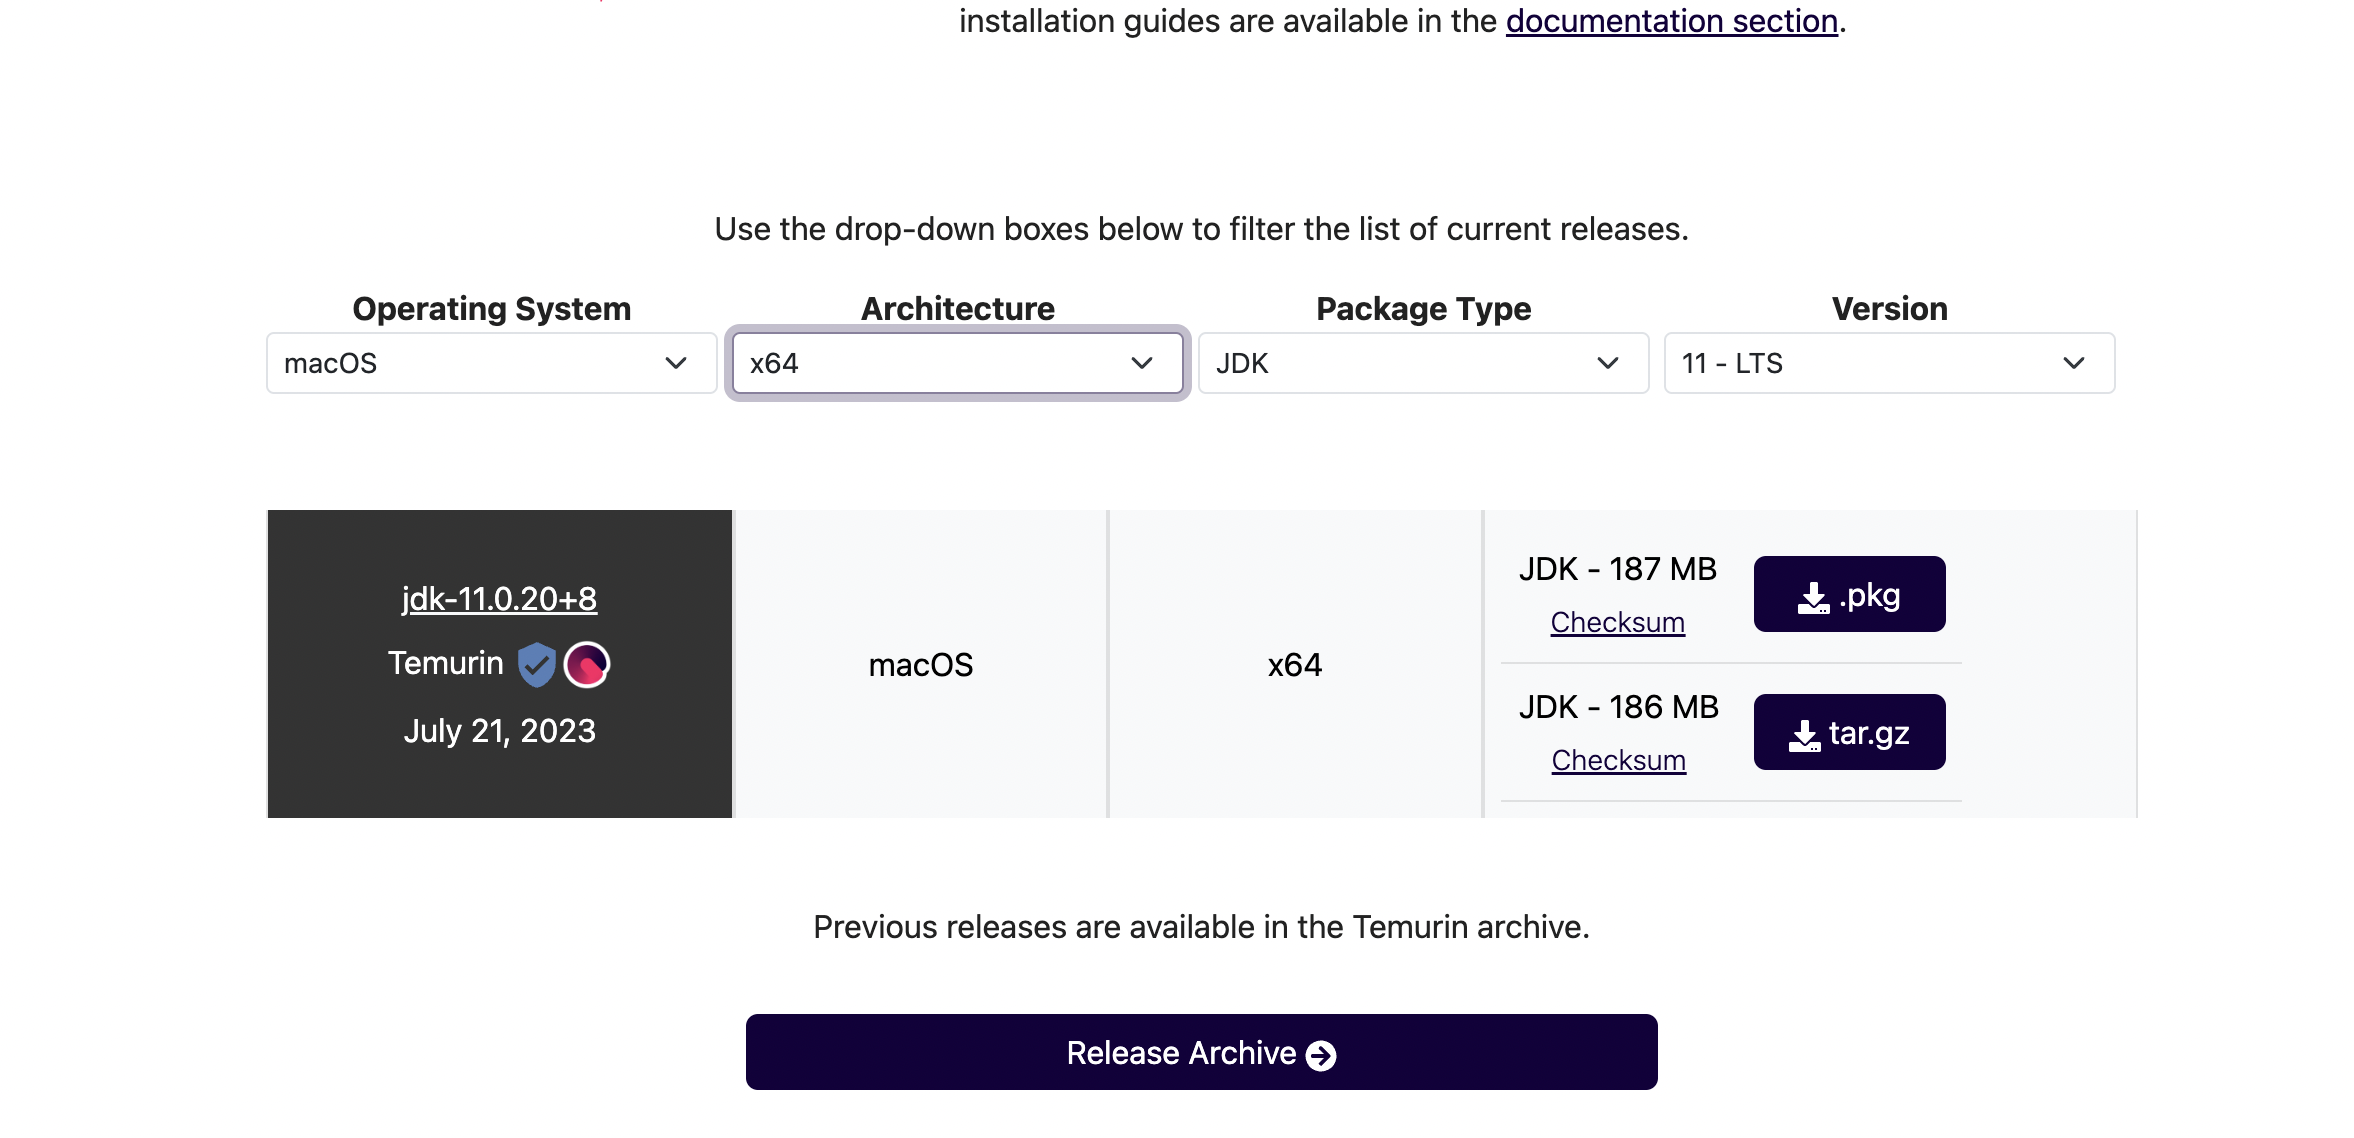 installation guides are available in the documentation section.
Use the drop-down boxes below to filter the list of current releases.
Operating System
Architecture
Package Type
Version
macOS
x64
JDK
11 - LTS
jdk-11.0.20+8
Temurin
July 21, 2023
macOS
x64
JDK - 187 MB
Checksum
.pkg
JDK - 186 MB
Checksum
tar.gz
Previous releases are available in the Temurin archive.
Release Archive